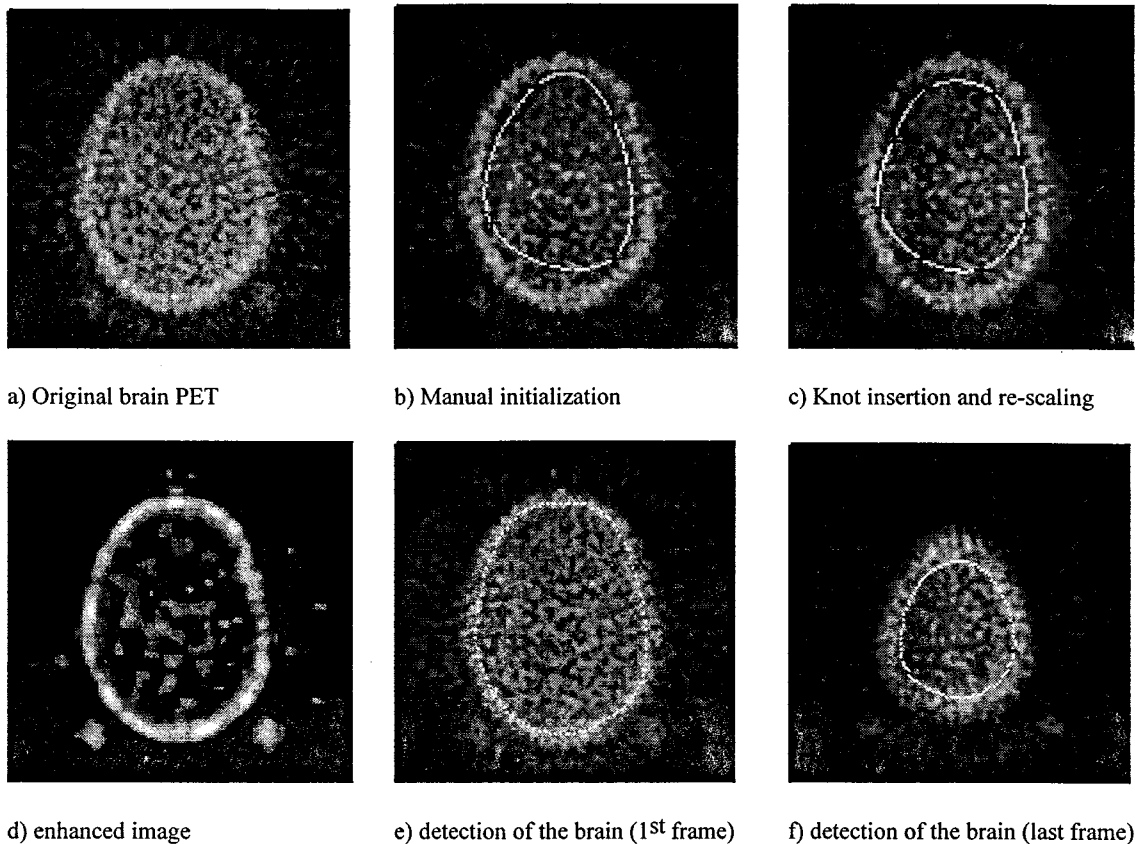 a) Original brain PET
b) Manual initialization
c) Knot insertion and re-scaling
d) enhanced image
e) detection of the brain (1st frame)
f) detection of the brain (last frame)